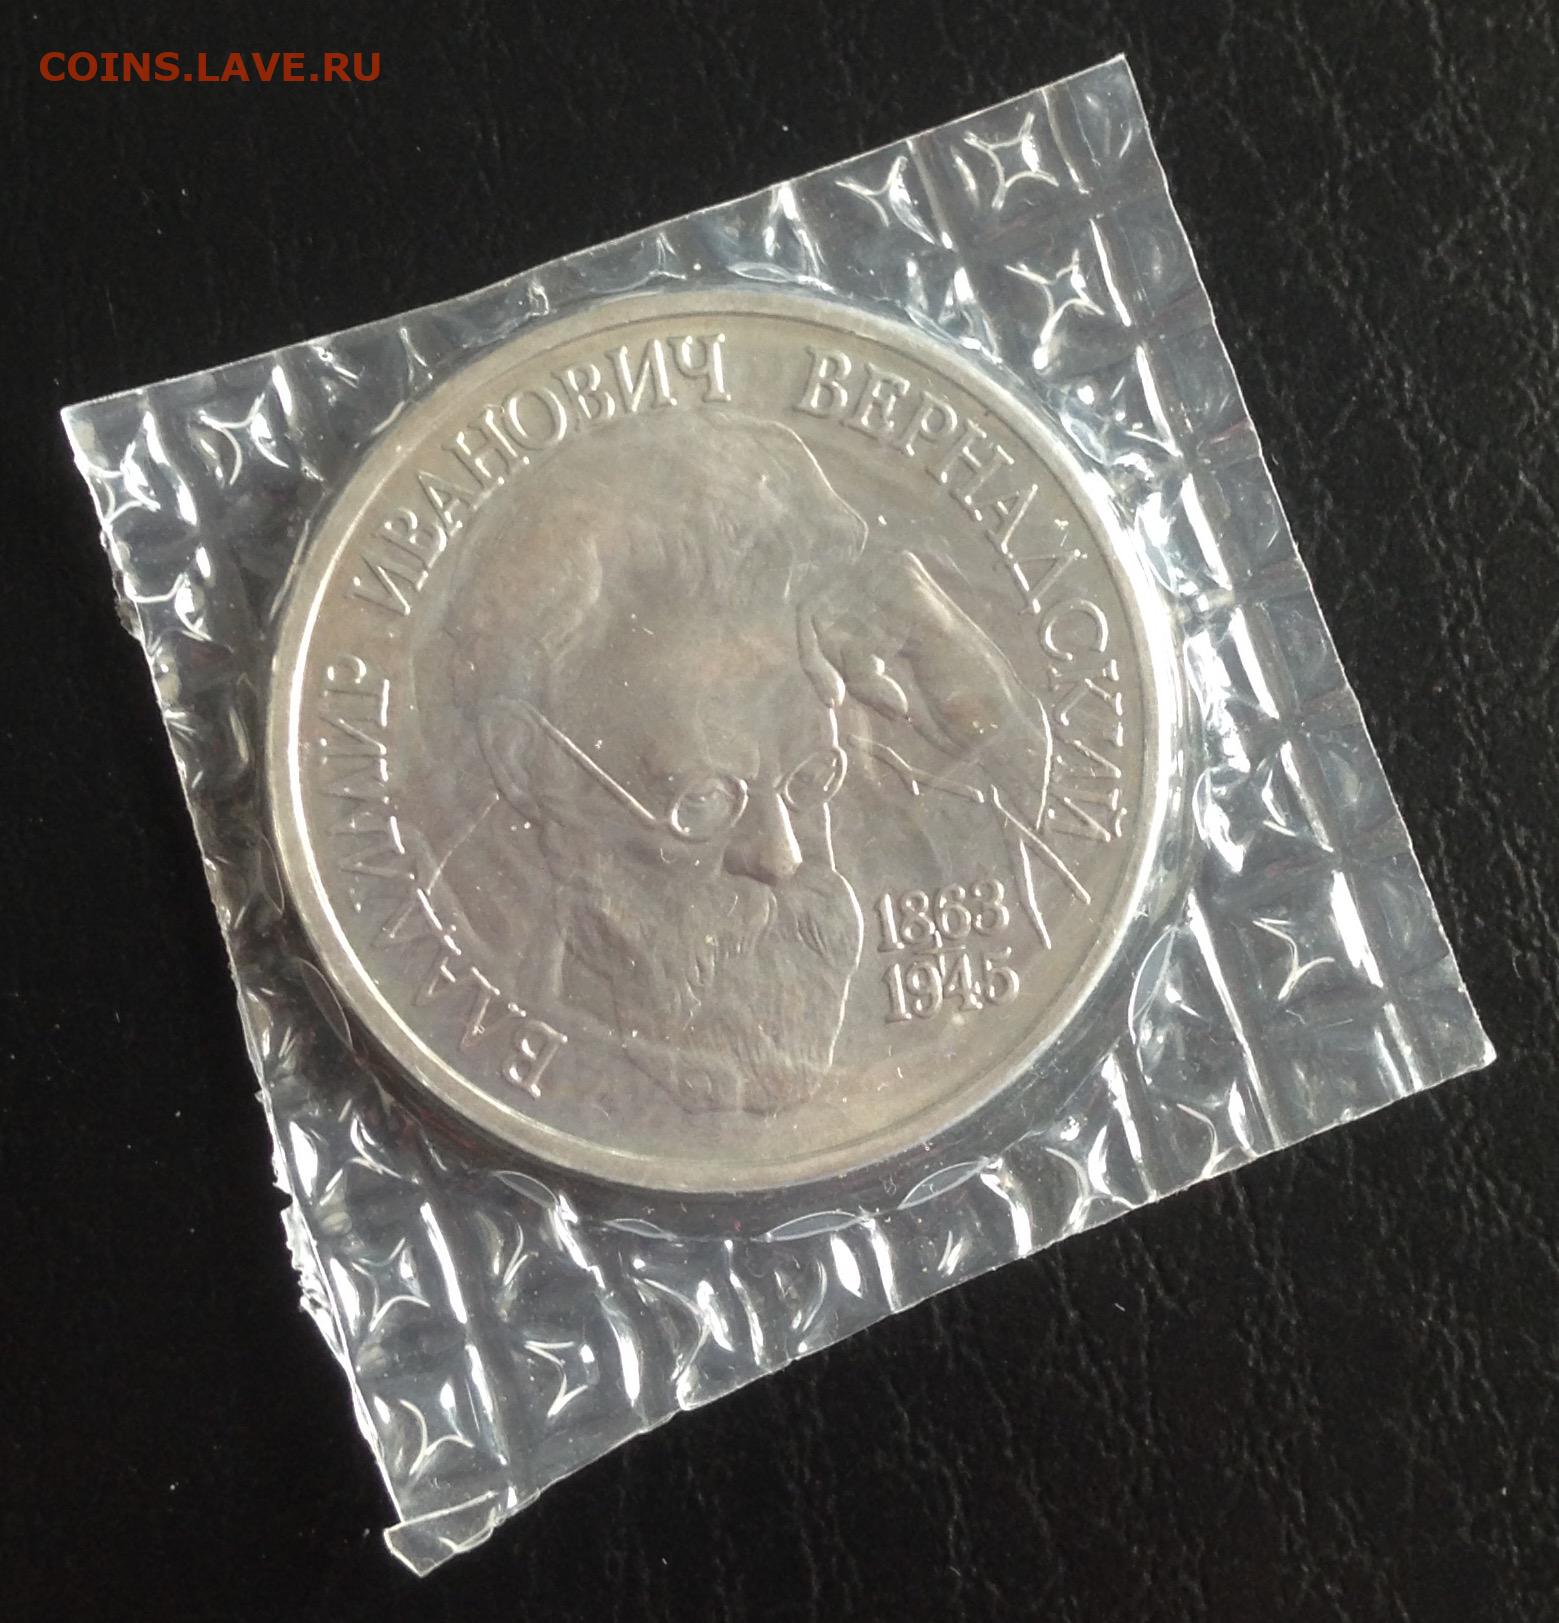 COINS.LAVE.RU
ВЛАДИМИР ИВАНОВИЧ ВЕРНАДСКИЙ
1863
1945